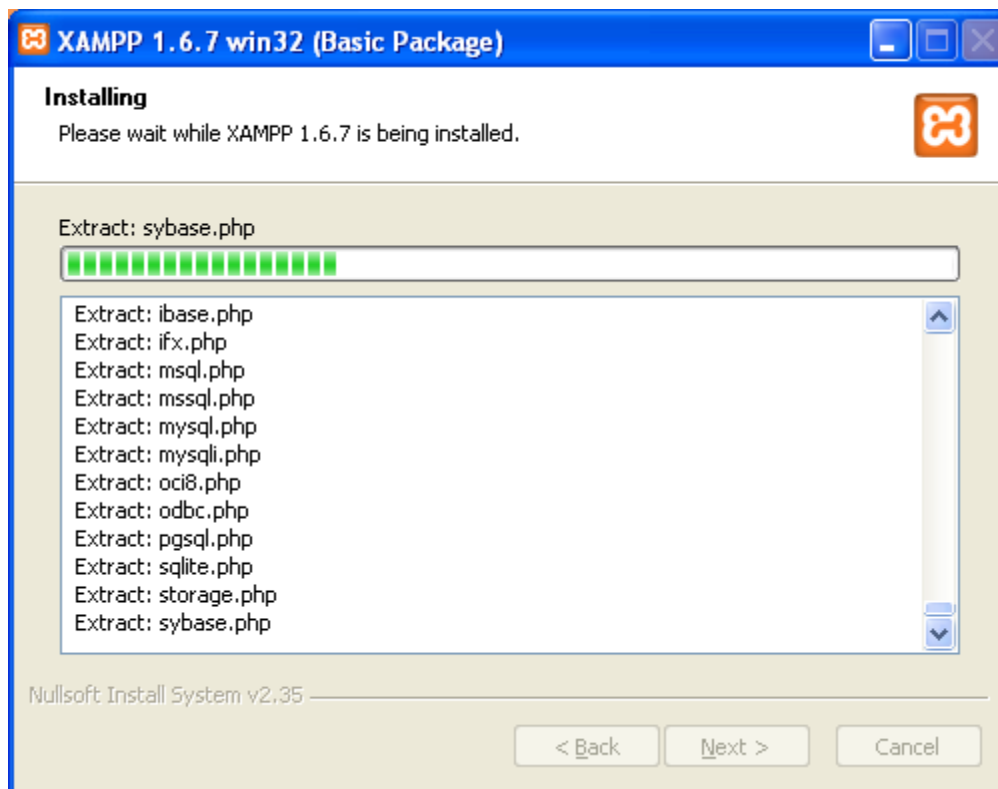 XAMPP 1.6.7 win32 (Basic Package)
Installing
Please wait while XAMPP 1.6.7 is being installed.
Extract: sybase.php
Extract: ibase.php
Extract: ifx.php
Extract: msql.php
Extract: mssql.php
Extract: mysql.php
Extract: mysqli.php
Extract: oci8.php
Extract: odbc.php
Extract: pgsql.php
Extract: sqlite.php
Extract: storage.php
Extract: sybase.php
Nullsoft Install System v2.35
< Back Next > Cancel